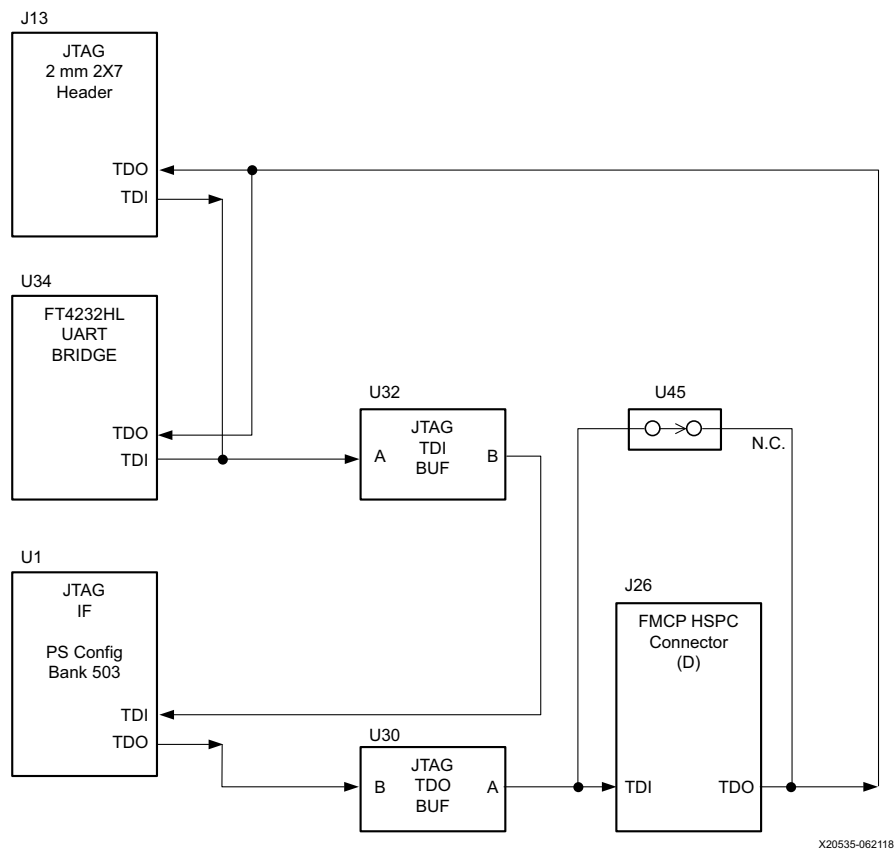 J13
JTAG
2 mm 2X7
Header
TDO
TDI
U34
FT4232HL
UART
BRIDGE
TDO
TDI
U32
JTAG
TDI
BUF
A
B
U45
N.C.
U1
JTAG
IF
PS Config
Bank 503
TDI
TDO
U30
JTAG
TDO
BUF
B
A
J26
FMCP HSPC
Connector
(D)
TDI
TDO
X20535-062118